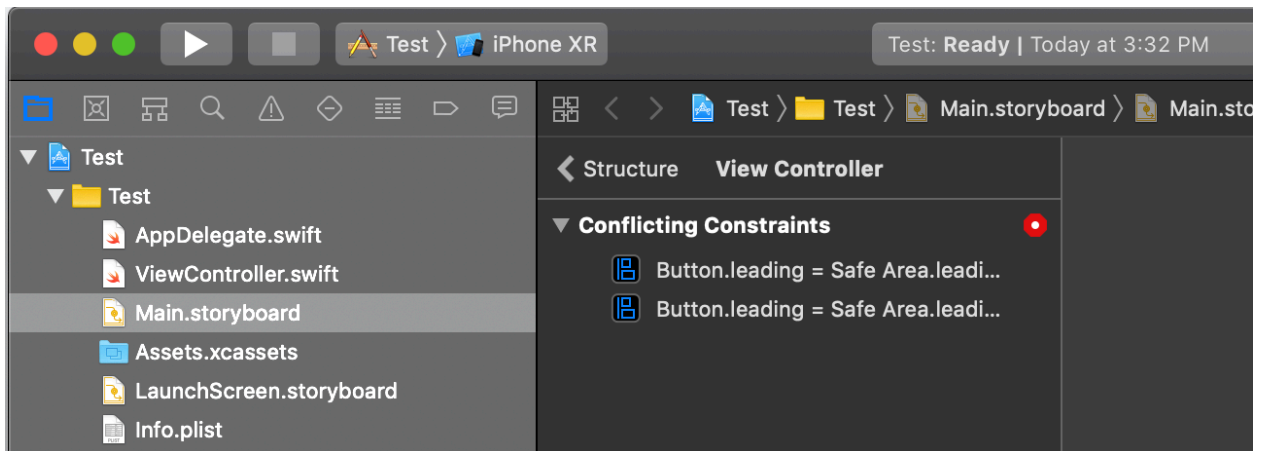 Test 〉 iPhone XR
Test: Ready | Today at 3:32 PM
Test 〉 Test 〉 Main.storyboard 〉 Main.sto
Test
Test
AppDelegate.swift
ViewController.swift
Main.storyboard
Assets.xcassets
LaunchScreen.storyboard
Info.plist
Structure View Controller
Conflicting Constraints
Button.leading = Safe Area.leadi...
Button.leading = Safe Area.leadi...